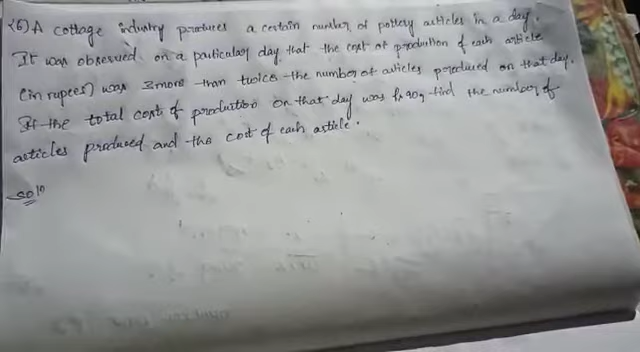 (6) A cottage industry produces a certain number of pottery articles in a day.
It was observed on a particular day that the cost of production of each article
(in rupees) was 3 more than twice the number of articles produced on that day.
If the total cost of production on that day was Rs 90, find the number of
articles produced and the cost of each article.
Soln